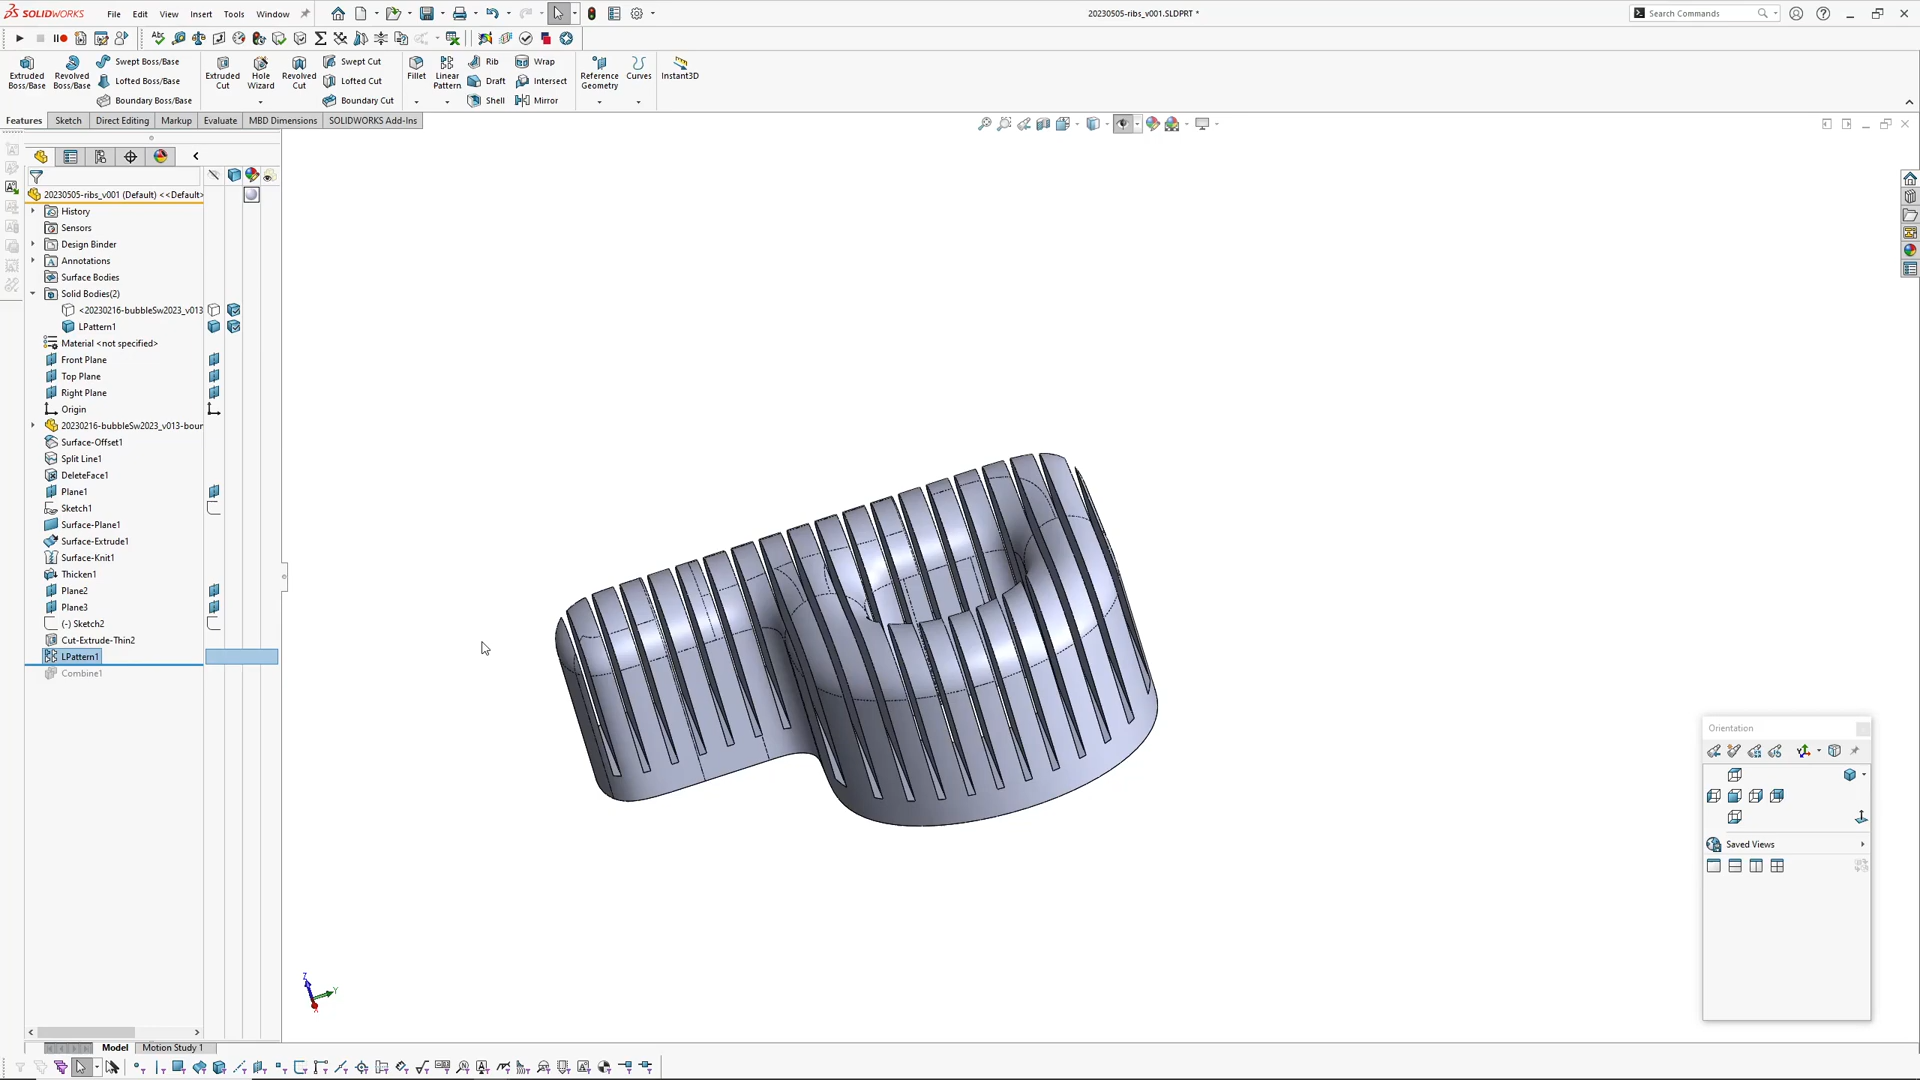 SOLIDWORKS File Edit View Insert Tools Window 20230505-ribs_v001.SLDPRT * Search Commands
Extruded Boss/Base Revolved Boss/Base Swept Boss/Base Lofted Boss/Base Boundary Boss/Base Extruded Cut Hole Wizard Revolved Cut Swept Cut Lofted Cut Boundary Cut Fillet Linear Pattern Rib Draft Shell Wrap Intersect Mirror Reference Geometry Curves Instant3D
Features Sketch Direct Editing Markup Evaluate MBD Dimensions SOLIDWORKS Add-Ins
20230505-ribs_v001 (Default) <<Default>
History
Sensors
Design Binder
Annotations
Surface Bodies
Solid Bodies(2)
<20230216-bubbleSw2023_v013
LPattern1
Material <not specified>
Front Plane
Top Plane
Right Plane
Origin
20230216-bubbleSw2023_v013-bour
Surface-Offset1
Split Line1
DeleteFace1
Plane1
Sketch1
Surface-Plane1
Surface-Extrude1
Surface-Knit1
Thicken1
Plane2
Plane3
(-) Sketch2
Cut-Extrude-Thin2
LPattern1
Combine1
Orientation
Saved Views
Z
Y
X
Model Motion Study 1